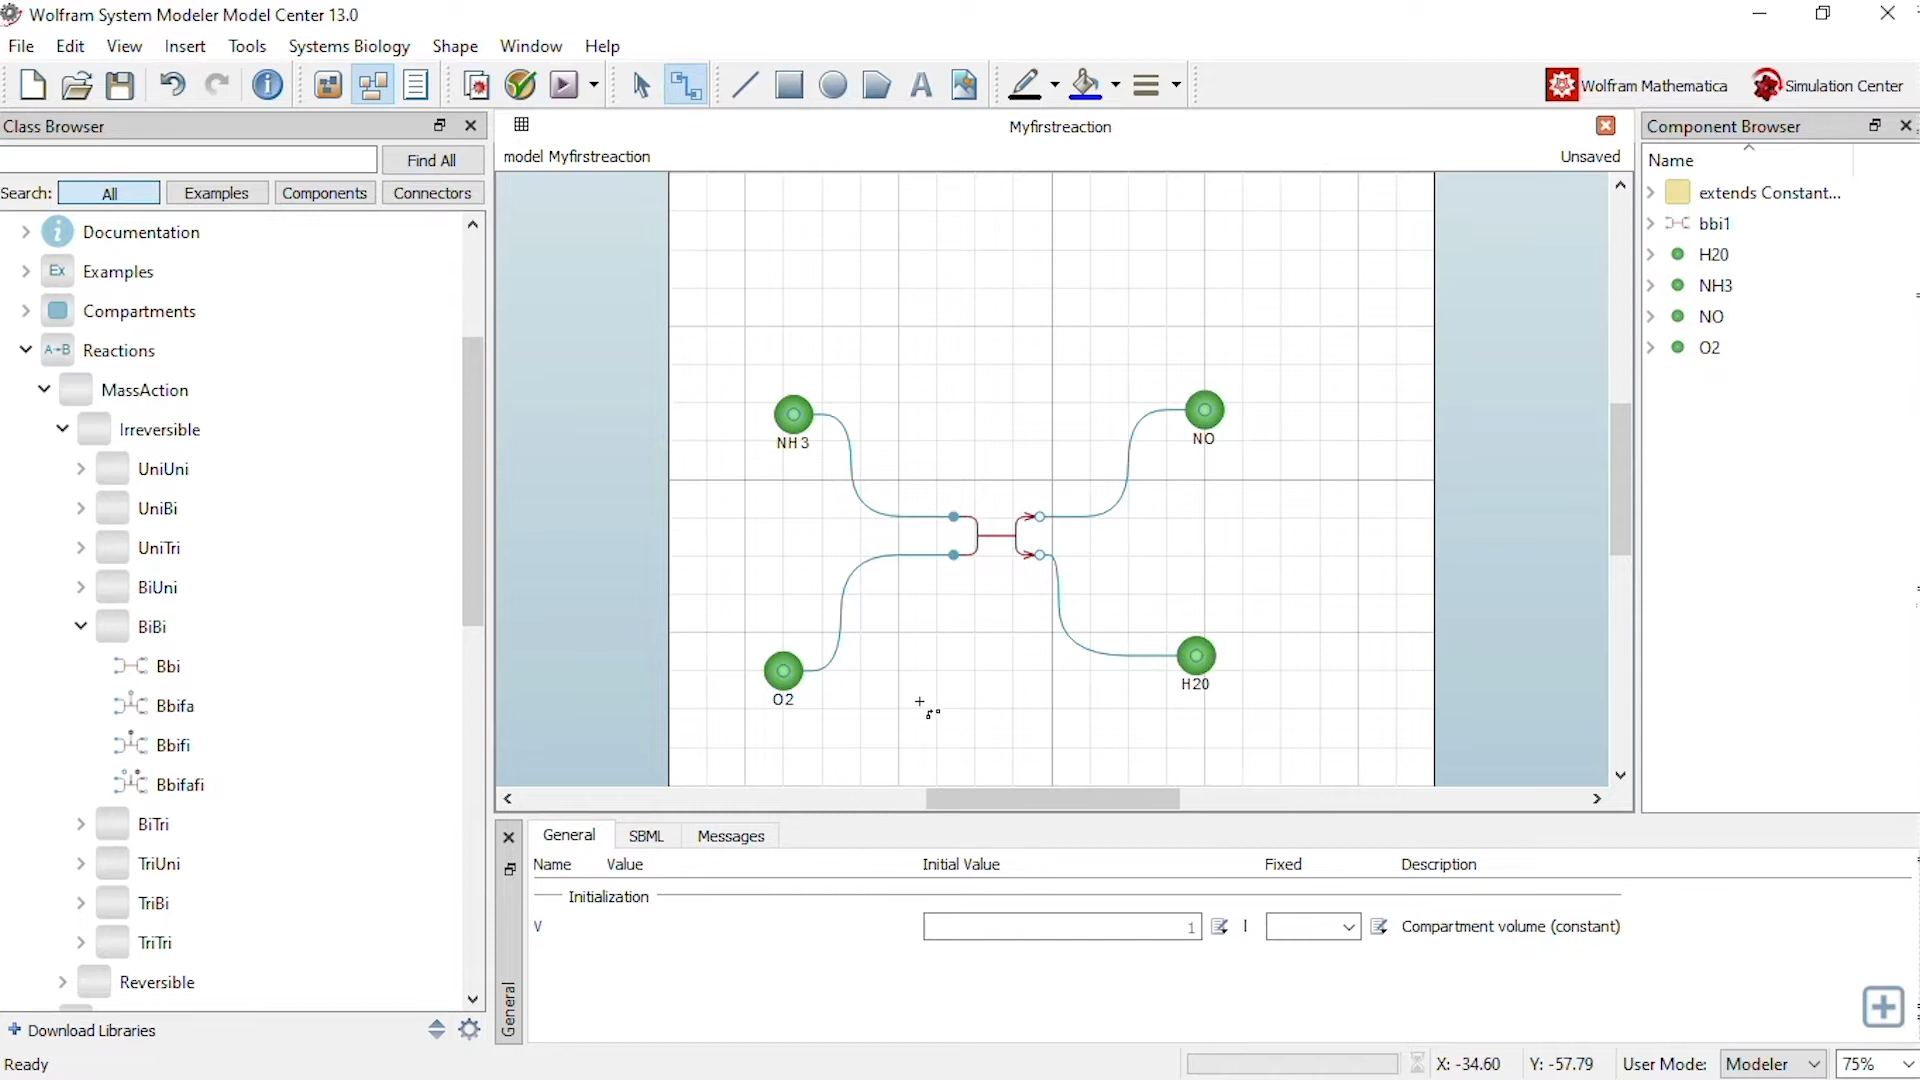 Wolfram System Modeler Model Center 13.0
File Edit View Insert Tools Systems Biology Shape Window Help
Wolfram Mathematica Simulation Center
Class Browser
Find All
Search: All Examples Components Connectors
Documentation
Ex Examples
Compartments
A→B Reactions
MassAction
Irreversible
UniUni
UniBi
UniTri
BiUni
BiBi
Bbi
Bbifa
Bbifi
Bbifafi
BiTri
TriUni
TriBi
TriTri
Reversible
Download Libraries
Myfirstreaction
model Myfirstreaction Unsaved
NH3
NO
O2
H20
Component Browser
Name
extends Constant...
bbi1
H20
NH3
NO
O2
General SBML Messages
Name Value Initial Value Fixed Description
Initialization
V 1 l Compartment volume (constant)
General
Ready X: -34.60 Y: -57.79 User Mode: Modeler 75%